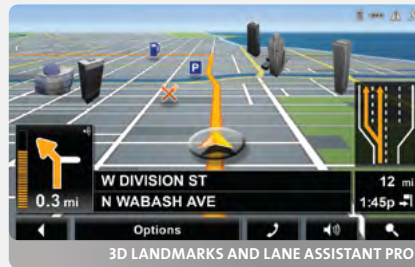 P
W DIVISION ST
N WABASH AVE
0.3 mi
12 mi
1:45p
Options
3D LANDMARKS AND LANE ASSISTANT PRO